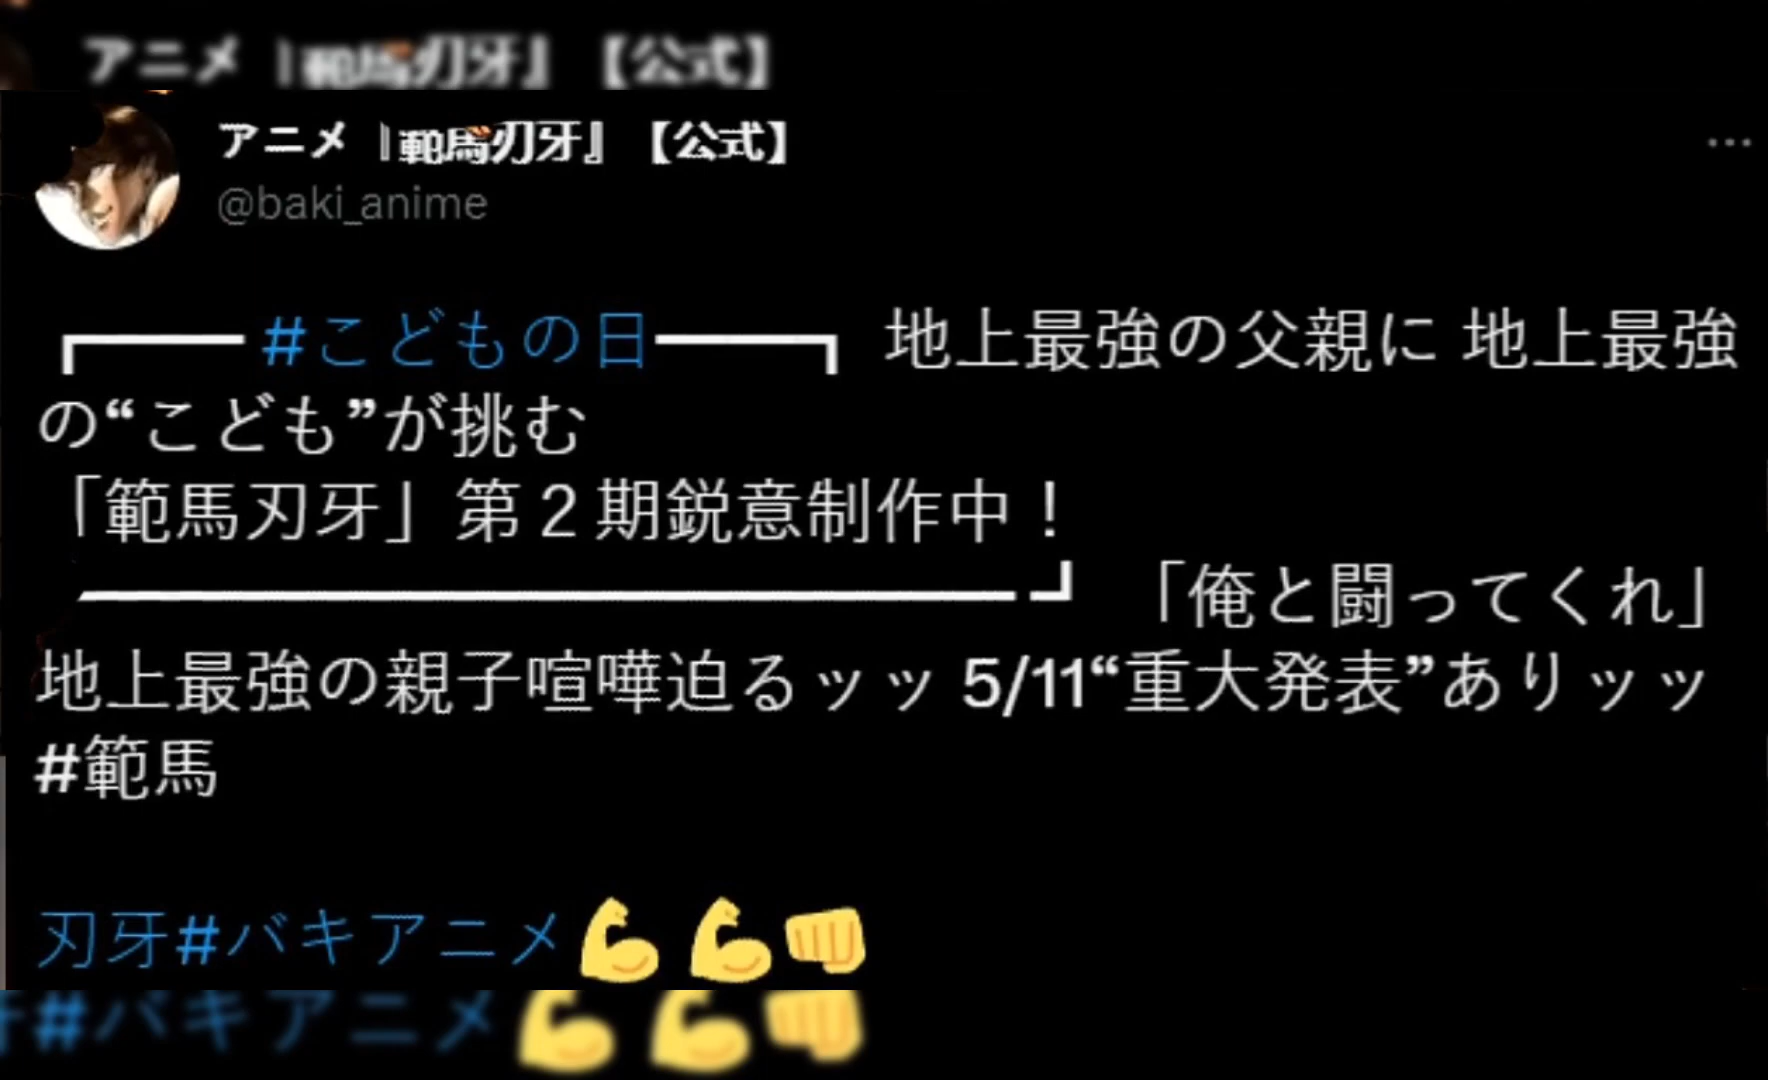 アニメ『範馬刃牙』【公式】
アニメ『範馬刃牙』【公式】
@baki_anime
┏━━ #こどもの日━━┓ 地上最強の父親に 地上最強
の“こども”が挑む
「範馬刃牙」第２期鋭意制作中！
━━━━━━━━━━━┛ 「俺と闘ってくれ」
地上最強の親子喧嘩迫るッッ 5/11“重大発表”ありッッ
#範馬
刃牙#バキアニメ💪💪👊
牙#バキアニメ💪💪👊